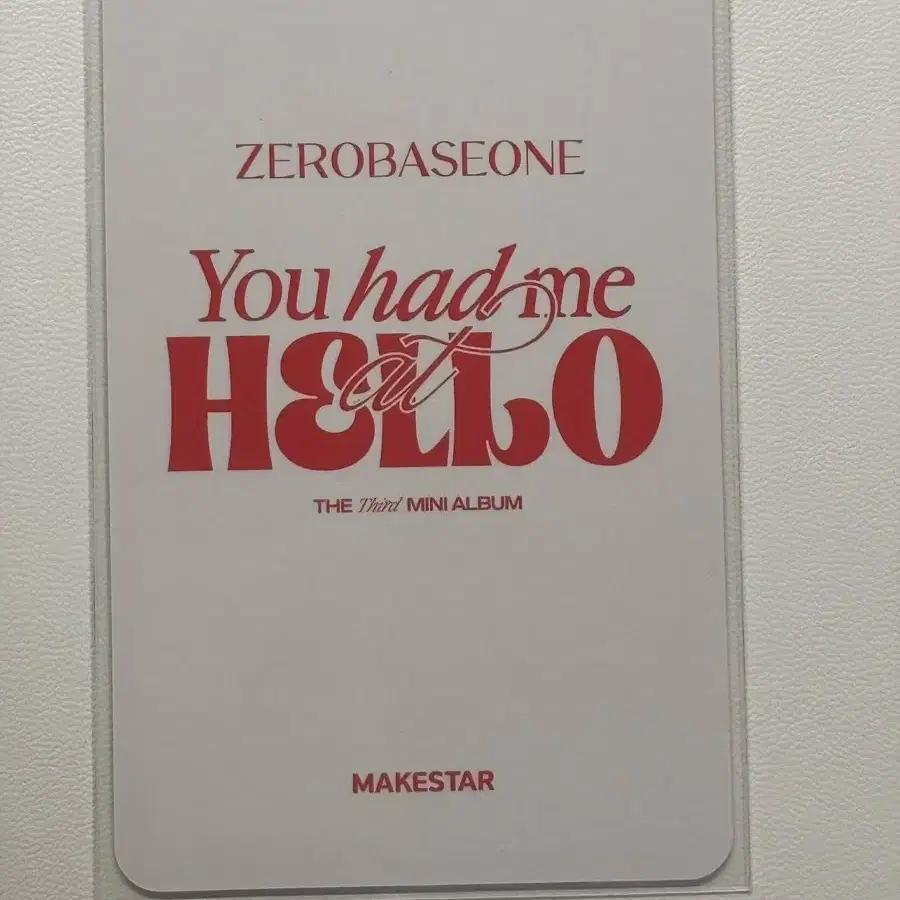 ZEROBASEONE
You had me
at
HELLO
THE Third MINI ALBUM
MAKESTAR